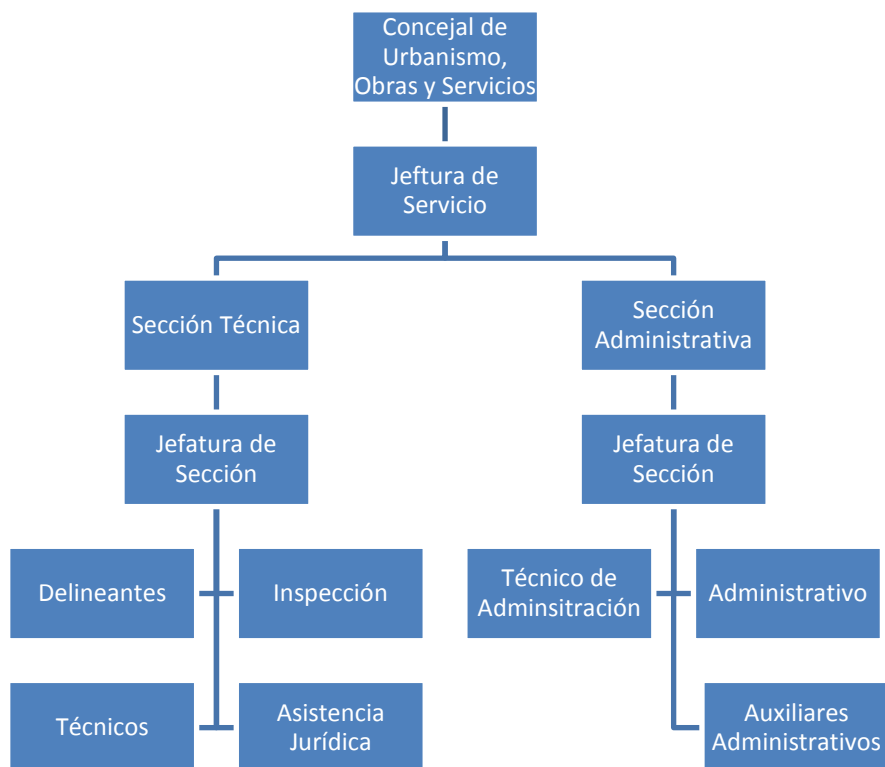 Concejal de
Urbanismo,
Obras y Servicios
Jeftura de
Servicio
Sección Técnica
Sección
Administrativa
Jefatura de
Sección
Jefatura de
Sección
Delineantes
Inspección
Técnico de
Adminsitración
Administrativo
Técnicos
Asistencia
Jurídica
Auxiliares
Administrativos